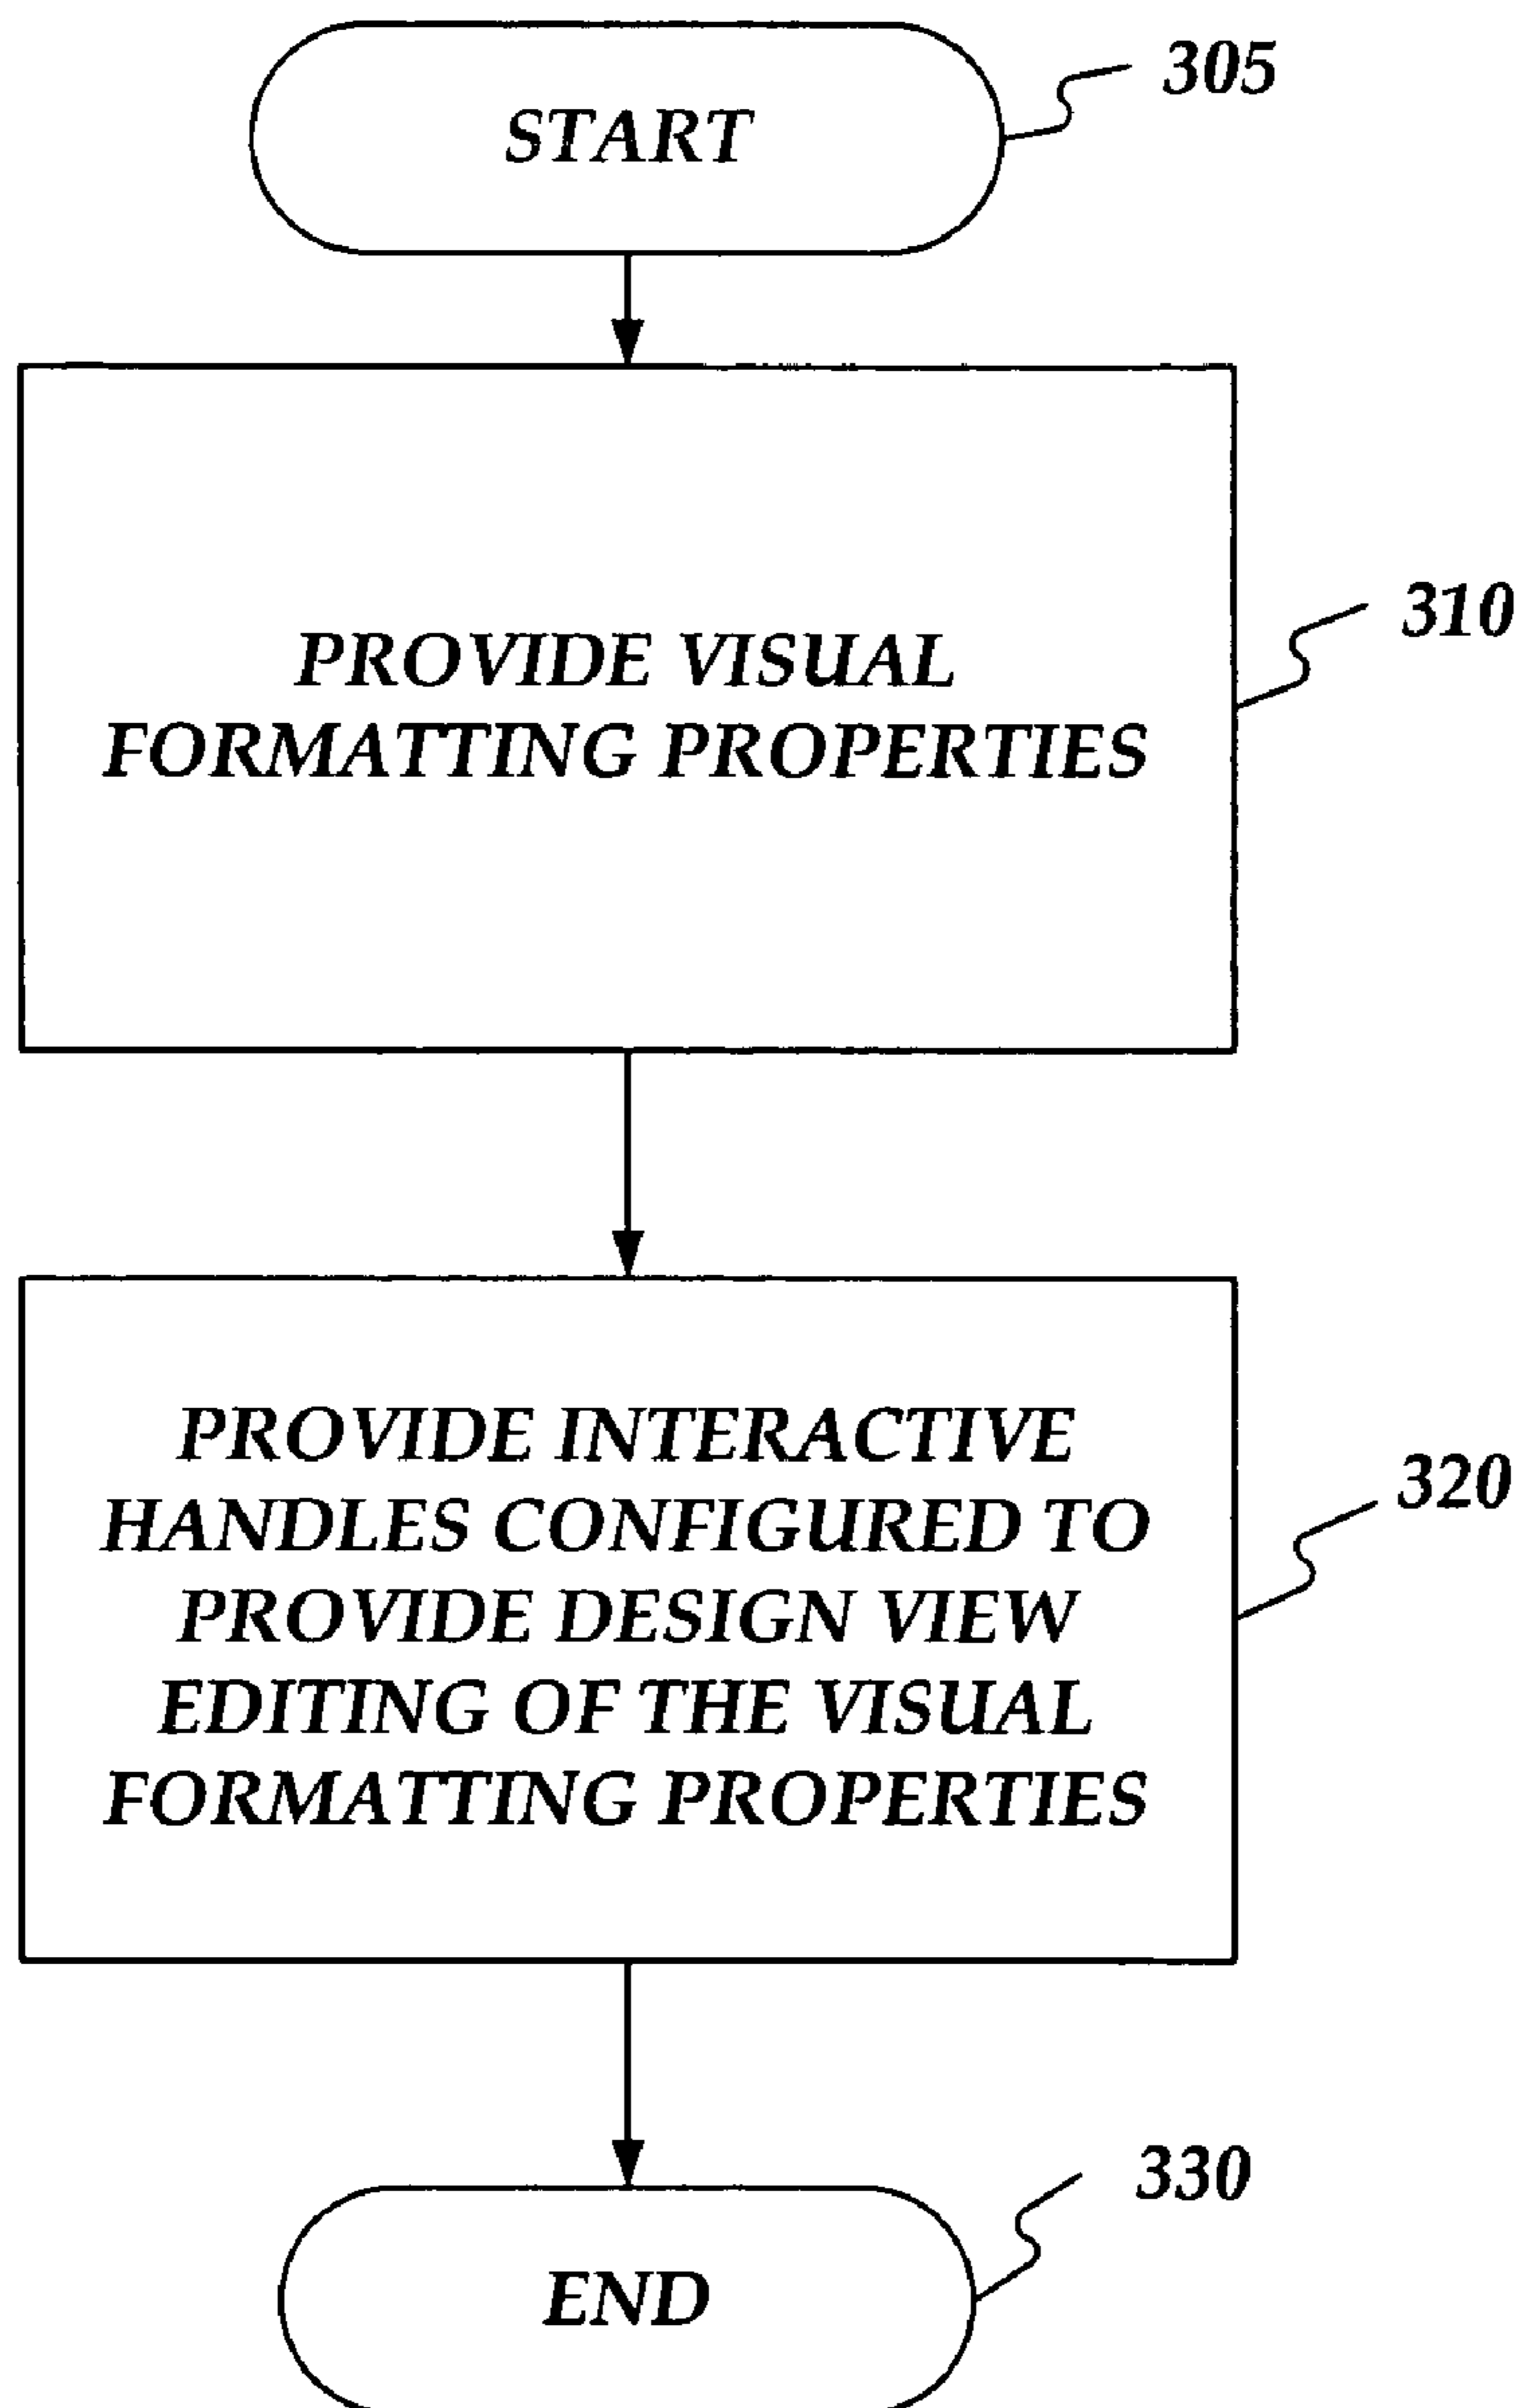 START
305
PROVIDE VISUAL
FORMATTING PROPERTIES
310
PROVIDE INTERACTIVE
HANDLES CONFIGURED TO
PROVIDE DESIGN VIEW
EDITING OF THE VISUAL
FORMATTING PROPERTIES
320
END
330